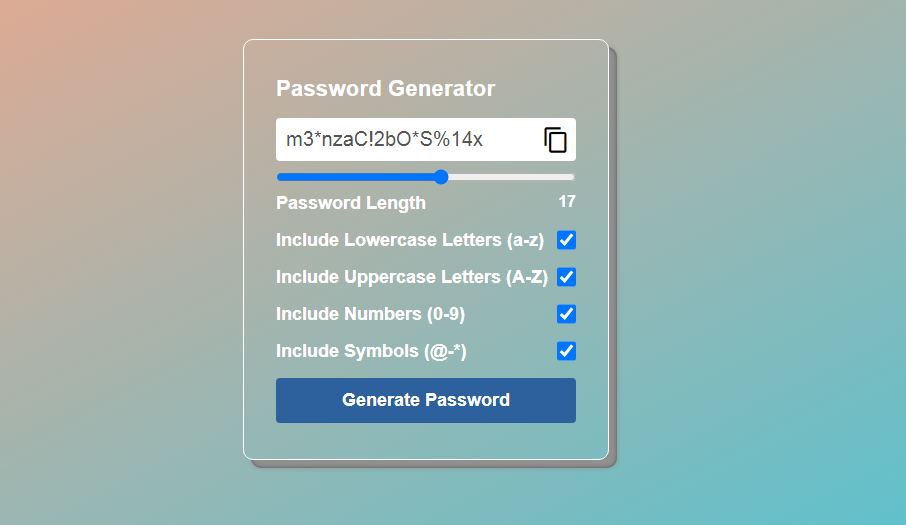 Password Generator
m3*nzaC!2bO*S%14x
Password Length 17
Include Lowercase Letters (a-z)
Include Uppercase Letters (A-Z)
Include Numbers (0-9)
Include Symbols (@-*)
Generate Password